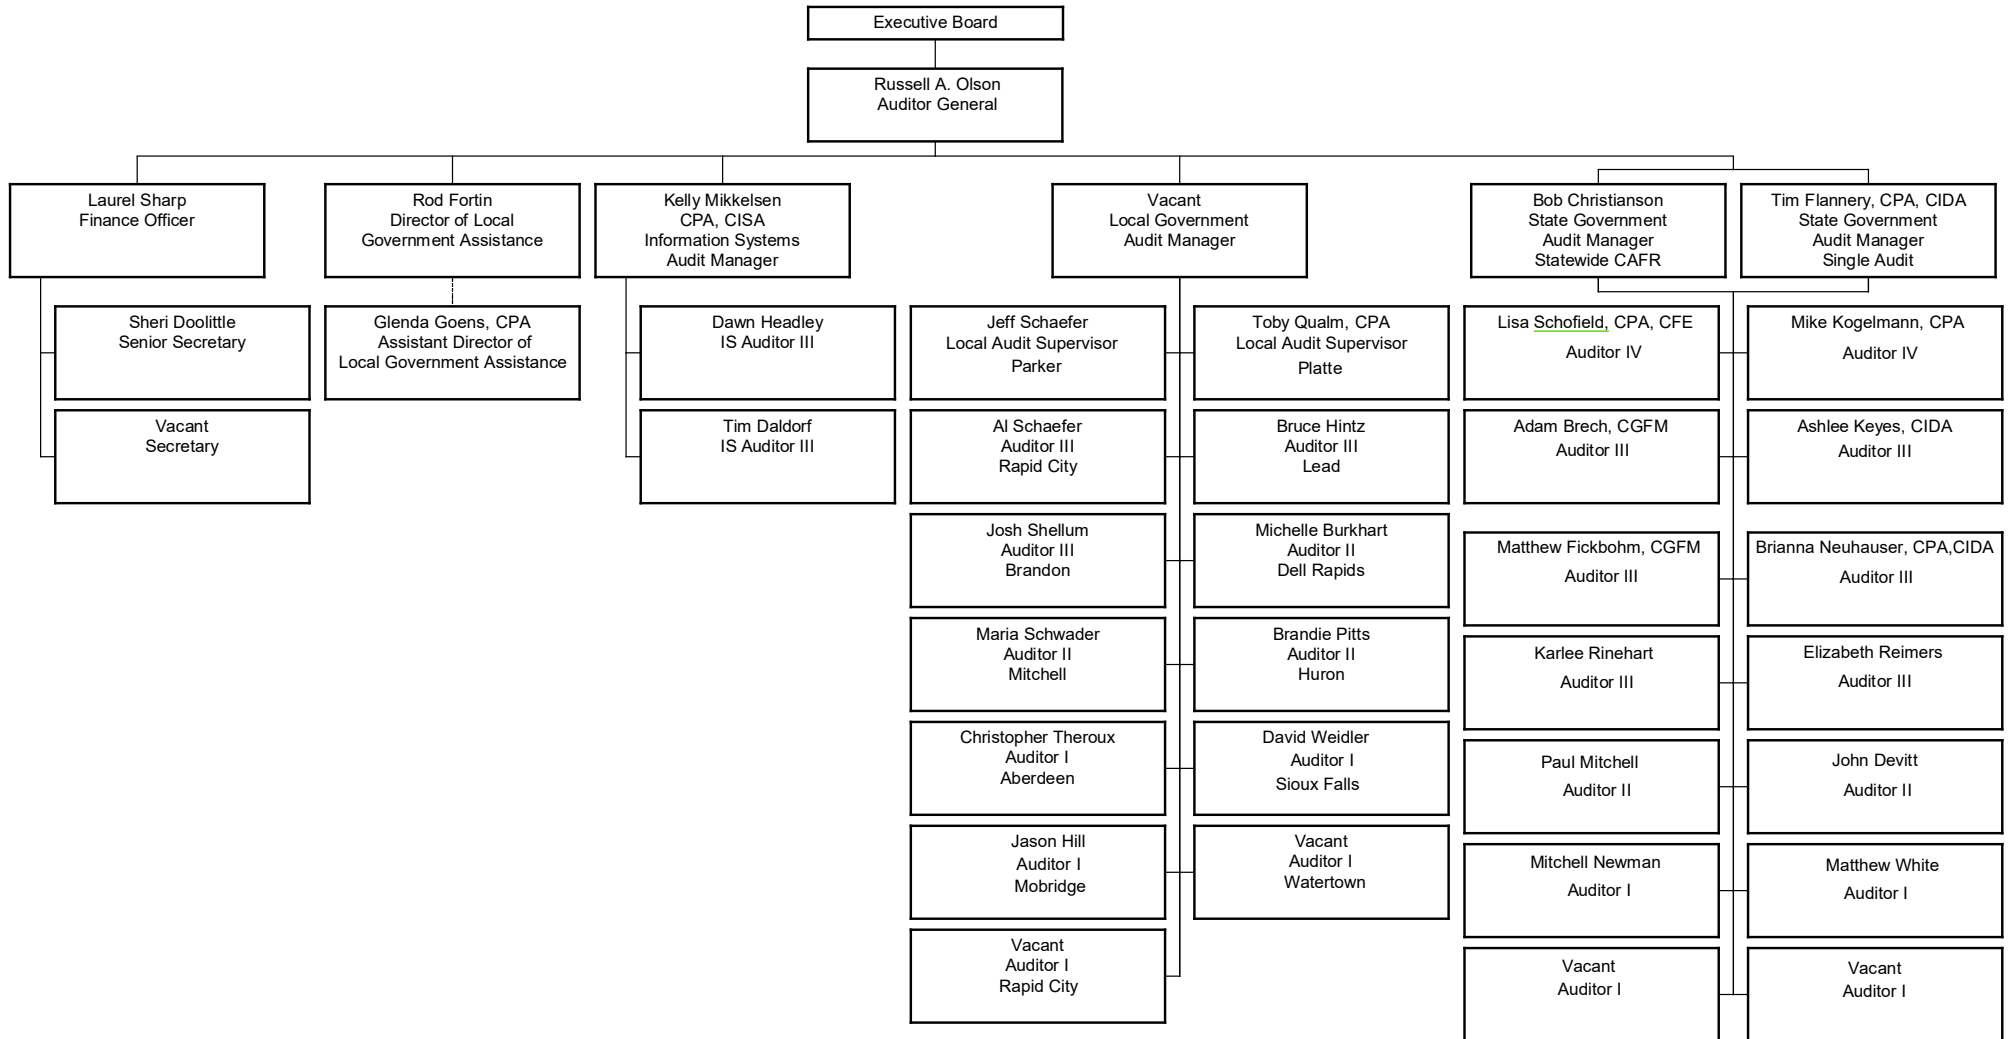 Executive Board
Russell A. Olson
Auditor General
Laurel Sharp
Finance Officer
Rod Fortin
Director of Local
Government Assistance
Kelly Mikkelsen
CPA, CISA
Information Systems
Audit Manager
Vacant
Local Government
Audit Manager
Bob Christianson
State Government
Audit Manager
Statewide CAFR
Tim Flannery, CPA, CIDA
State Government
Audit Manager
Single Audit
Sheri Doolittle
Senior Secretary
Glenda Goens, CPA
Assistant Director of
Local Government Assistance
Dawn Headley
IS Auditor III
Jeff Schaefer
Local Audit Supervisor
Parker
Toby Qualm, CPA
Local Audit Supervisor
Platte
Lisa Schofield, CPA, CFE
Auditor IV
Mike Kogelmann, CPA
Auditor IV
Vacant
Secretary
Tim Daldorf
IS Auditor III
Al Schaefer
Auditor III
Rapid City
Bruce Hintz
Auditor III
Lead
Adam Brech, CGFM
Auditor III
Ashlee Keyes, CIDA
Auditor III
Josh Shellum
Auditor III
Brandon
Michelle Burkhart
Auditor II
Dell Rapids
Matthew Fickbohm, CGFM
Auditor III
Brianna Neuhauser, CPA,CIDA
Auditor III
Maria Schwader
Auditor II
Mitchell
Brandie Pitts
Auditor II
Huron
Karlee Rinehart
Auditor III
Elizabeth Reimers
Auditor III
Christopher Theroux
Auditor I
Aberdeen
David Weidler
Auditor I
Sioux Falls
Paul Mitchell
Auditor II
John Devitt
Auditor II
Jason Hill
Auditor I
Mobridge
Vacant
Auditor I
Watertown
Mitchell Newman
Auditor I
Matthew White
Auditor I
Vacant
Auditor I
Rapid City
Vacant
Auditor I
Vacant
Auditor I